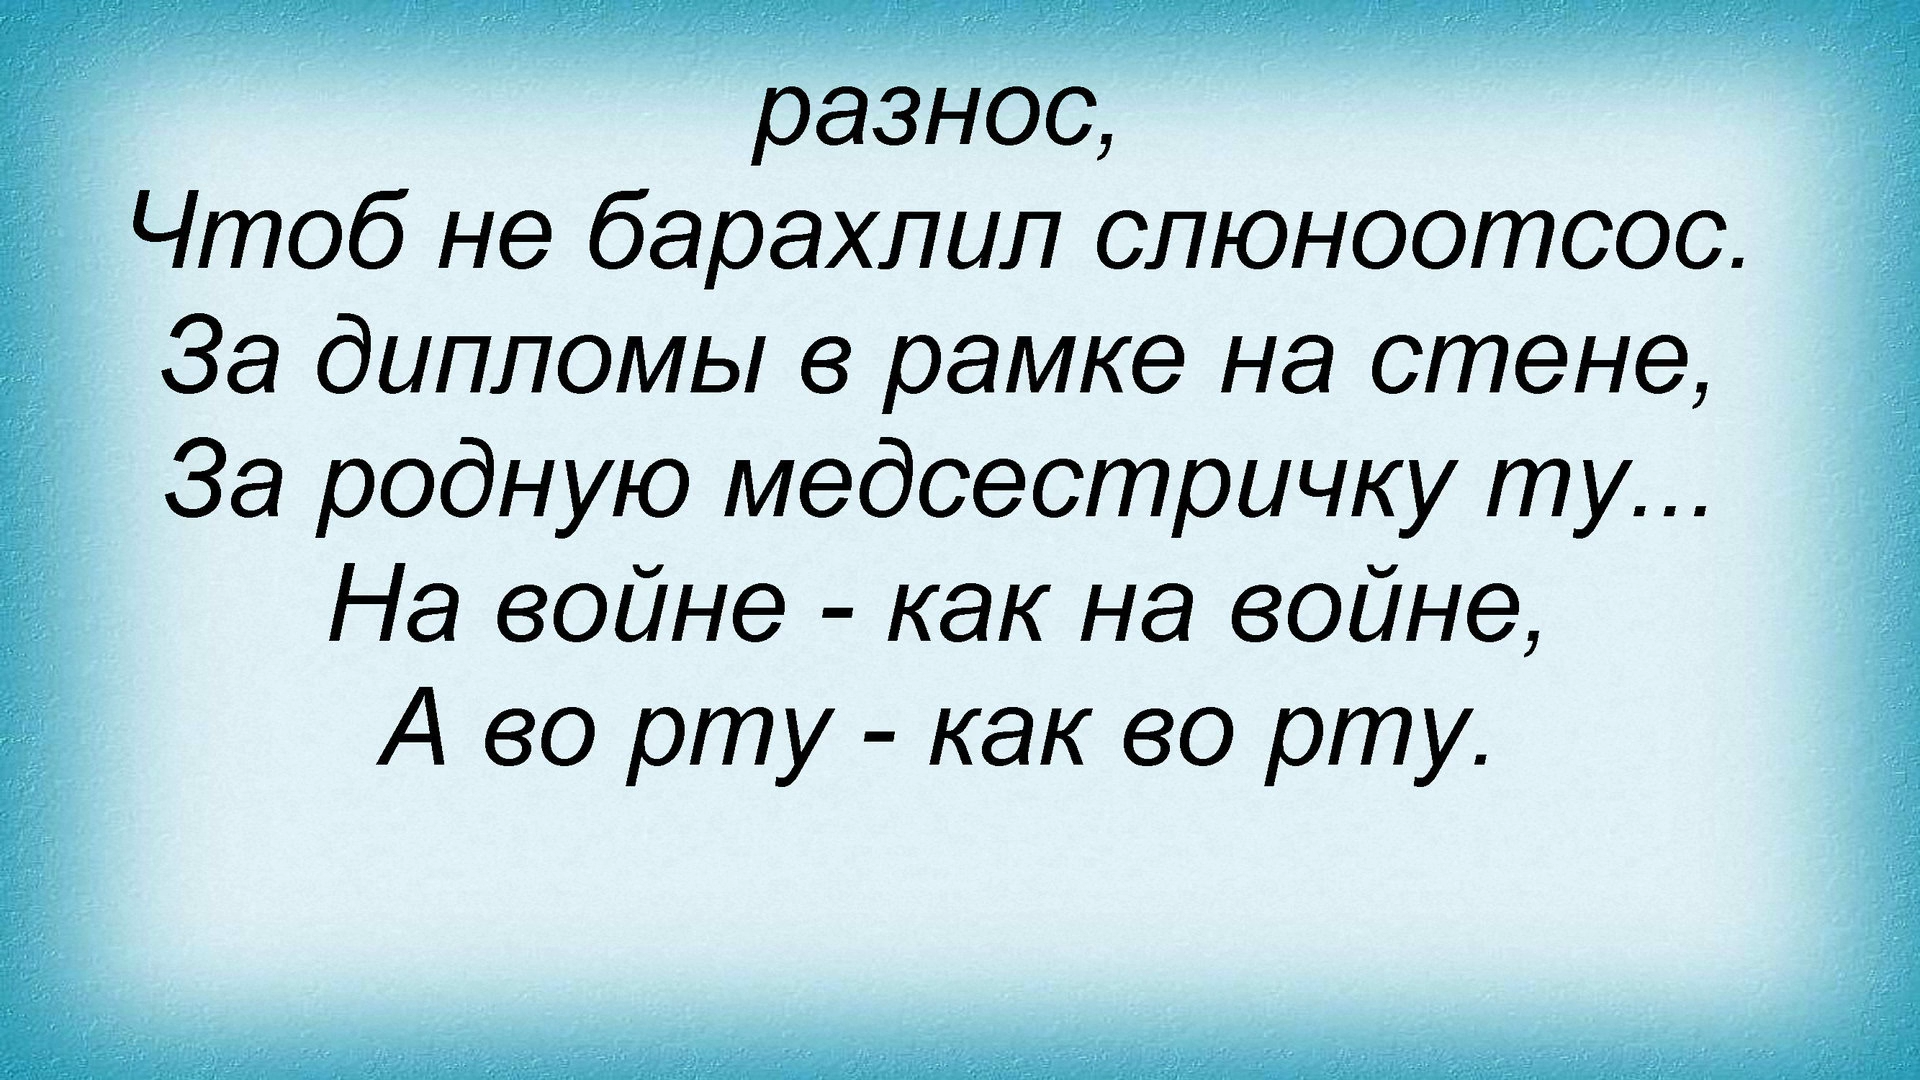 разнос,
Чтоб не барахлил слюноотсос.
За дипломы в рамке на стене,
За родную медсестричку ту...
На войне - как на войне,
А во рту - как во рту.